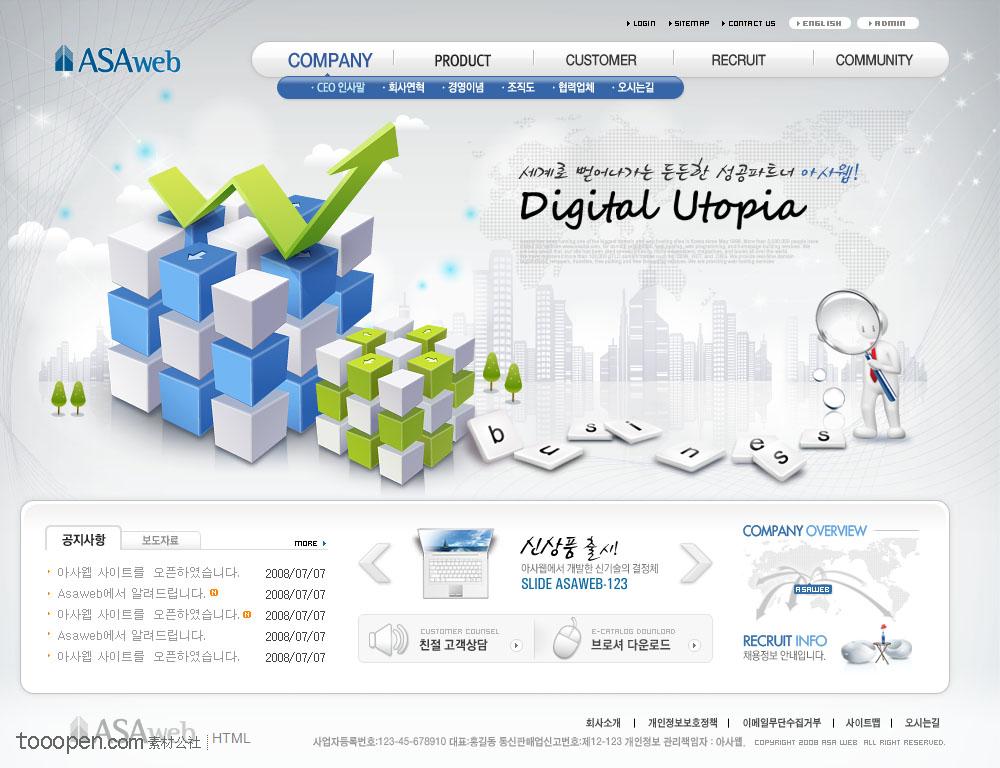 LOGIN SITEMAP CONTACT US ENGLISH ADMIN
ASAweb
COMPANY PRODUCT CUSTOMER RECRUIT COMMUNITY
· CEO 인사말 · 회사연혁 · 경영이념 · 조직도 · 협력업체 · 오시는길
세계로 뻗어나가는 든든한 성공파트너 아사웹!
Digital Utopia
b u s i n e s s
공지사항 보도자료 MORE
아사웹 사이트를 오픈하였습니다. 2008/07/07
Asaweb에서 알려드립니다. N 2008/07/07
아사웹 사이트를 오픈하였습니다. N 2008/07/07
Asaweb에서 알려드립니다. 2008/07/07
아사웹 사이트를 오픈하였습니다. 2008/07/07
신상품 출시!
아사웹에서 개발한 신기술의 결정체
SLIDE ASAWEB-123
CUSTOMER COUNSEL
친절 고객상담
E-CATALOG DOWNLOAD
브로셔 다운로드
COMPANY OVERVIEW
ASAWEB
RECRUIT INFO
채용정보 안내입니다.
ASAweb
tooopen.com 素材公社 HTML
회사소개 | 개인정보보호정책 | 이메일무단수집거부 | 사이트맵 | 오시는길
사업자등록번호:123-45-678910 대표:홍길동 통신판매업신고번호:제12-123 개인정보 관리책임자 : 아사웹. COPYRIGHT 2008 ASA WEB ALL RIGHT RESERVED.